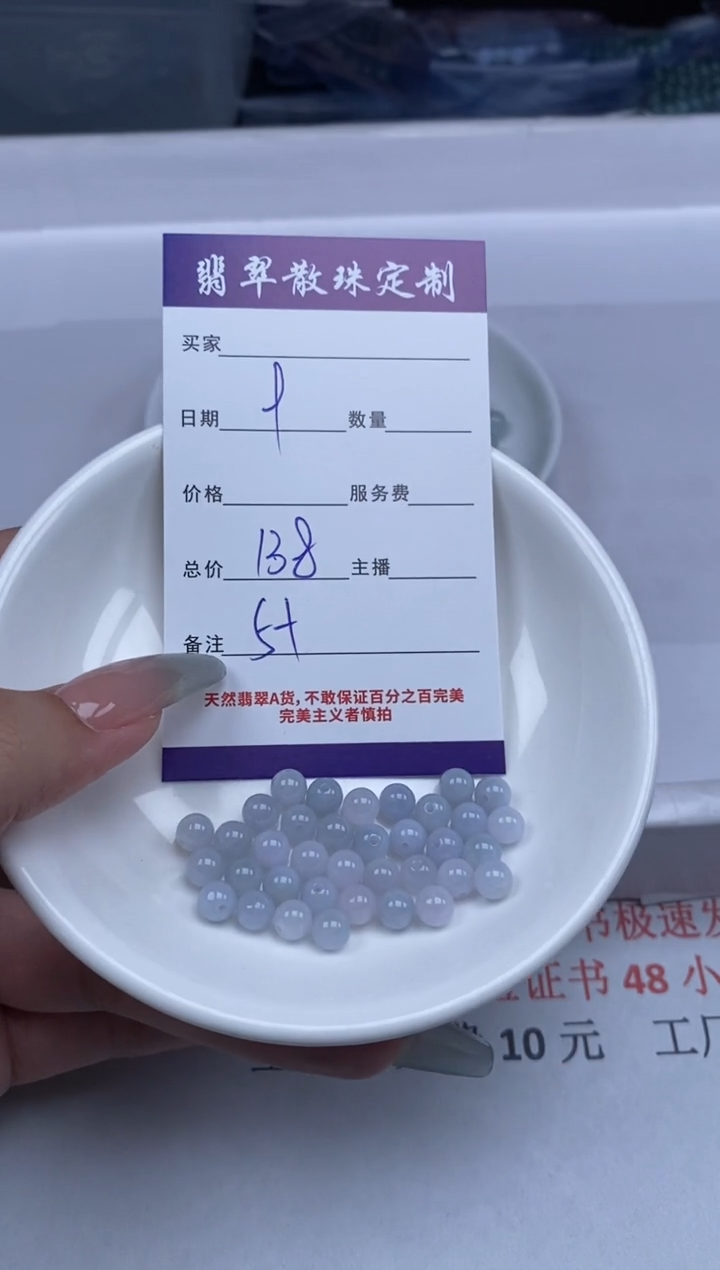 翡翠散珠定制
买家
日期 数量
价格 服务费
总价 138 主播
备注 5+
天然翡翠A货,不敢保证百分之百完美
完美主义者慎拍
书极速发
证书 48 小
10 元 工厂